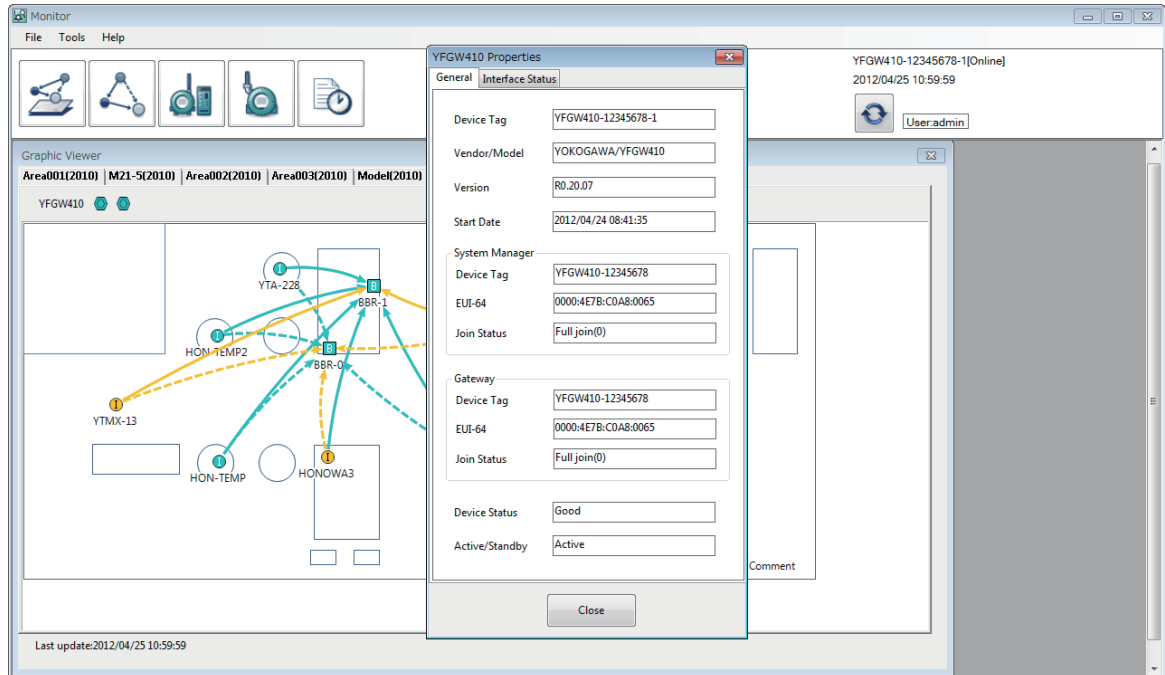 Monitor
File Tools Help
YFGW410-12345678-1[Online]
2012/04/25 10:59:59
User:admin
Graphic Viewer
Area001(2010) M21-5(2010) Area002(2010) Area003(2010) Model(2010)
YFGW410
I
YTA-228
B
BBR-1
I
HON-TEMP2
B
BBR-0
I
YTMX-13
I
HON-TEMP
I
HONOWA3
Comment
Last update:2012/04/25 10:59:59
YFGW410 Properties
General Interface Status
Device Tag YFGW410-12345678-1
Vendor/Model YOKOGAWA/YFGW410
Version R0.20.07
Start Date 2012/04/24 08:41:35
System Manager
Device Tag YFGW410-12345678
EUI-64 0000:4E7B:C0A8:0065
Join Status Full join(0)
Gateway
Device Tag YFGW410-12345678
EUI-64 0000:4E7B:C0A8:0065
Join Status Full join(0)
Device Status Good
Active/Standby Active
Close